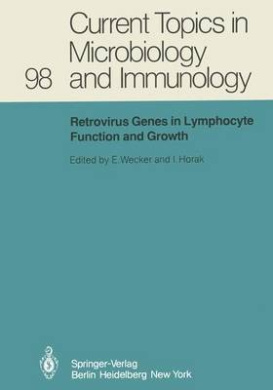 Current Topics in
Microbiology
98 and Immunology
Retrovirus Genes in Lymphocyte
Function and Growth
Edited by E. Wecker and I. Horak
Springer-Verlag
Berlin Heidelberg New York